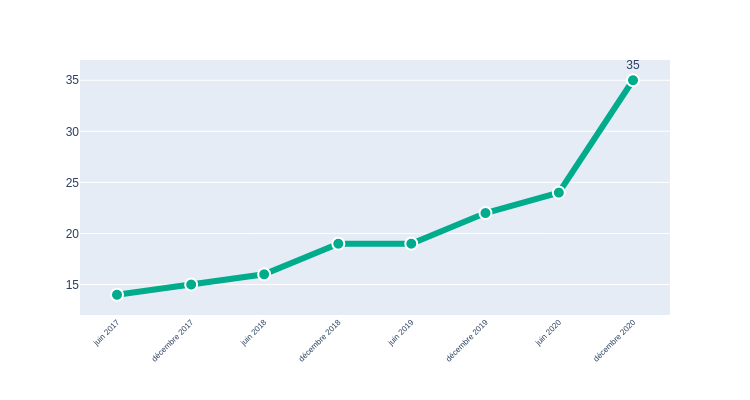 35
35
30
25
20
15
juin 2017
décembre 2017
juin 2018
décembre 2018
juin 2019
décembre 2019
juin 2020
décembre 2020